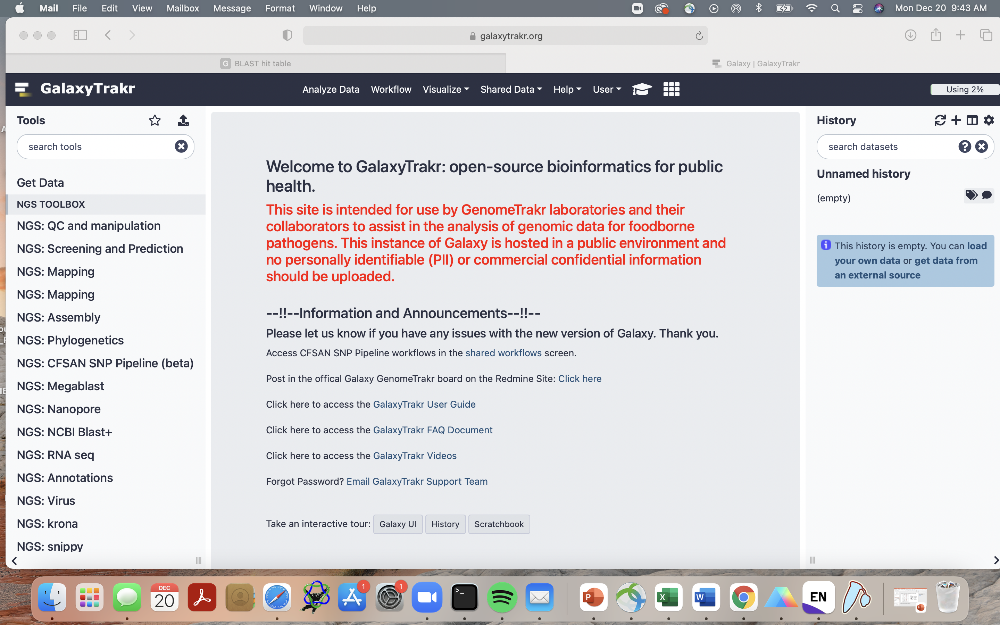 Mail File Edit View Mailbox Message Format Window Help Mon Dec 20 9:43 AM
galaxytrakr.org
G BLAST hit table Galaxy | GalaxyTrakr
GalaxyTrakr Analyze Data Workflow Visualize Shared Data Help User Using 2%
Tools
search tools
Get Data
NGS TOOLBOX
NGS: QC and manipulation
NGS: Screening and Prediction
NGS: Mapping
NGS: Mapping
NGS: Assembly
NGS: Phylogenetics
NGS: CFSAN SNP Pipeline (beta)
NGS: Megablast
NGS: Nanopore
NGS: NCBI Blast+
NGS: RNA seq
NGS: Annotations
NGS: Virus
NGS: krona
NGS: snippy
Welcome to GalaxyTrakr: open-source bioinformatics for public
health.
This site is intended for use by GenomeTrakr laboratories and their
collaborators to assist in the analysis of genomic data for foodborne
pathogens. This instance of Galaxy is hosted in a public environment and
no personally identifiable (PII) or commercial confidential information
should be uploaded.
--!!--Information and Announcements--!!--
Please let us know if you have any issues with the new version of Galaxy. Thank you.
Access CFSAN SNP Pipeline workflows in the shared workflows screen.
Post in the offical Galaxy GenomeTrakr board on the Redmine Site: Click here
Click here to access the GalaxyTrakr User Guide
Click here to access the GalaxyTrakr FAQ Document
Click here to access the GalaxyTrakr Videos
Forgot Password? Email GalaxyTrakr Support Team
Take an interactive tour: Galaxy UI History Scratchbook
History
search datasets
Unnamed history
(empty)
This history is empty. You can load
your own data or get data from
an external source
DEC
20
1
1
>_
P
X
W
EN
P